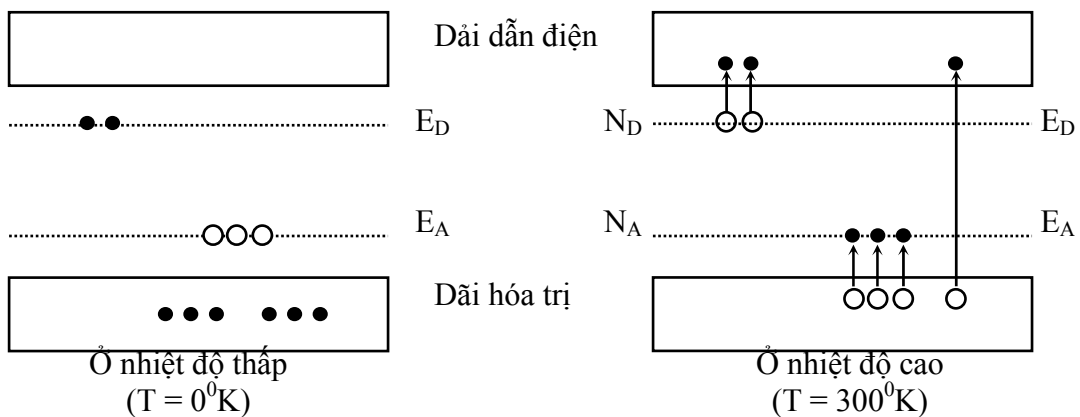 Dải dẫn điện
E_D
N_D
E_D
E_A
N_A
E_A
Dãi hóa trị
Ở nhiệt độ thấp
(T = 0⁰K)
Ở nhiệt độ cao
(T = 300⁰K)